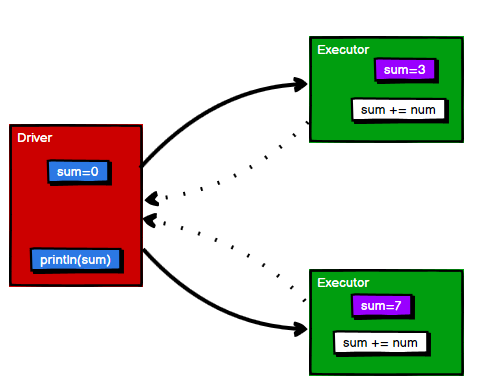 Driver
sum=0
println(sum)
Executor
sum=3
sum += num
Executor
sum=7
sum += num